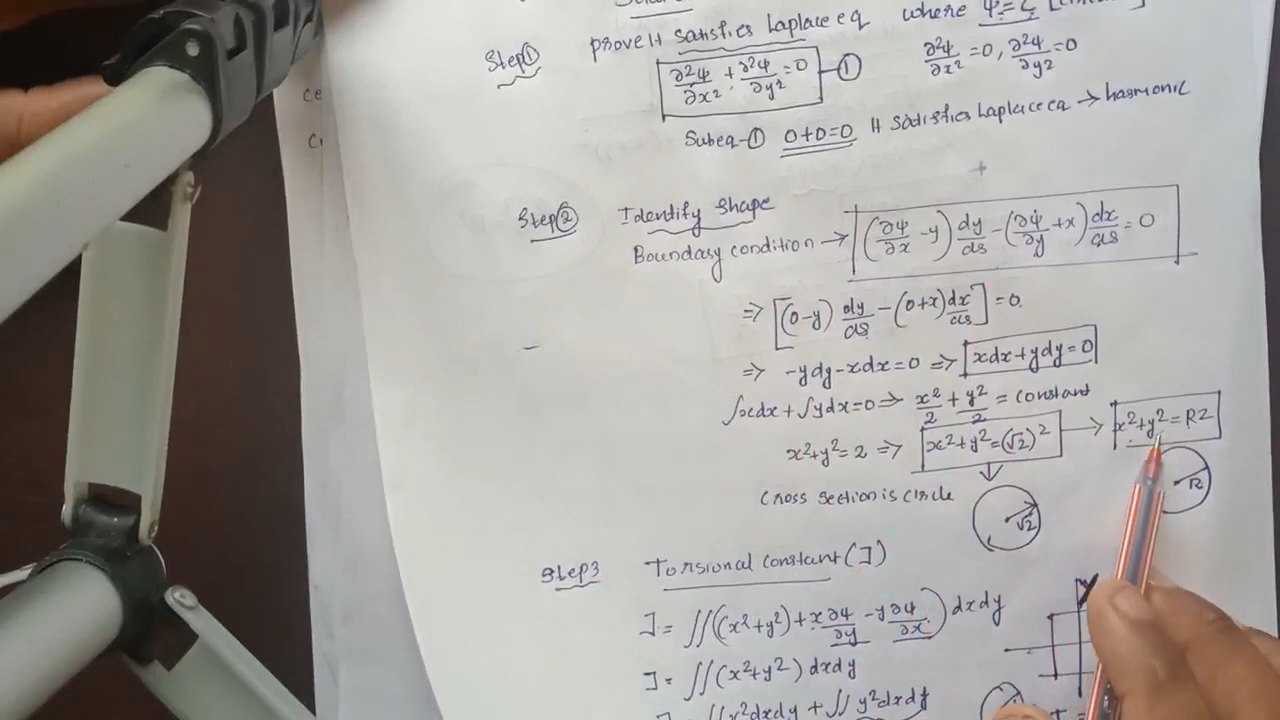 Step① Prove It satisfies Laplace eq where Ψ=ζ
∂²Ψ/∂x² + ∂²Ψ/∂y² = 0 —① ∂²Ψ/∂x² = 0, ∂²Ψ/∂y² = 0
Sub eq-① 0+0=0 It satisfies Laplace eq → harmonic
Step② Identify shape
Boundary condition → (∂Ψ/∂x - y) dy/ds - (∂Ψ/∂y + x) dx/ds = 0
⇒ [(0-y) dy/ds - (0+x) dx/ds] = 0
⇒ -ydy - xdx = 0 ⇒ xdx + ydy = 0
∫xdx + ∫ydx = 0 ⇒ x²/2 + y²/2 = constant
x²+y² = 2 ⇒ x²+y² = (√2)² → x²+y² = R2
Cross section is circle √2 R
Step3 Torsional constant (J)
J = ∬((x²+y²) + x∂Ψ/∂y - y∂Ψ/∂x) dxdy
J = ∬(x²+y²) dxdy
∬x²dxdy + ∬y²dxdy